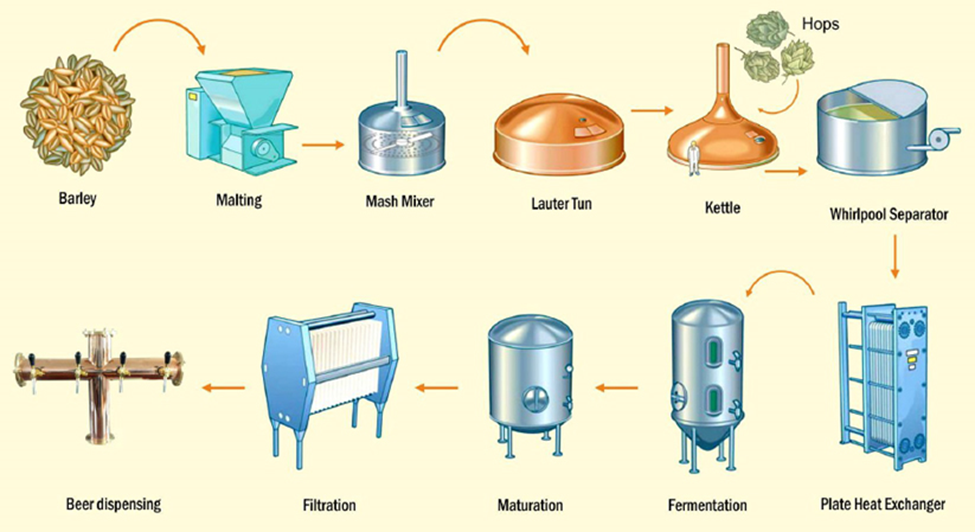 Hops
Barley
Malting
Mash Mixer
Lauter Tun
Kettle
Whirlpool Separator
Beer dispensing
Filtration
Maturation
Fermentation
Plate Heat Exchanger